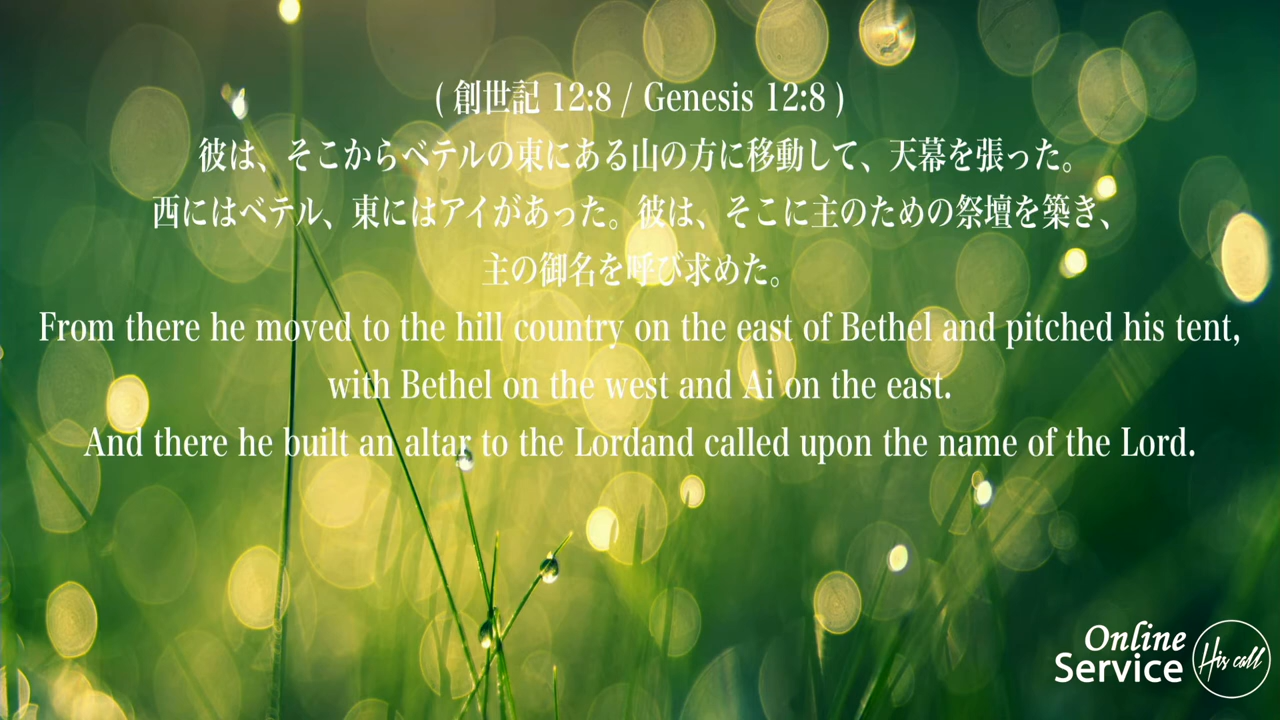 ( 創世記 12:8 / Genesis 12:8 )
彼は、そこからベテルの東にある山の方に移動して、天幕を張った。
西にはベテル、東にはアイがあった。彼は、そこに主のための祭壇を築き、
主の御名を呼び求めた。
From there he moved to the hill country on the east of Bethel and pitched his tent,
with Bethel on the west and Ai on the east.
And there he built an altar to the Lordand called upon the name of the Lord.
Online
Service
His call